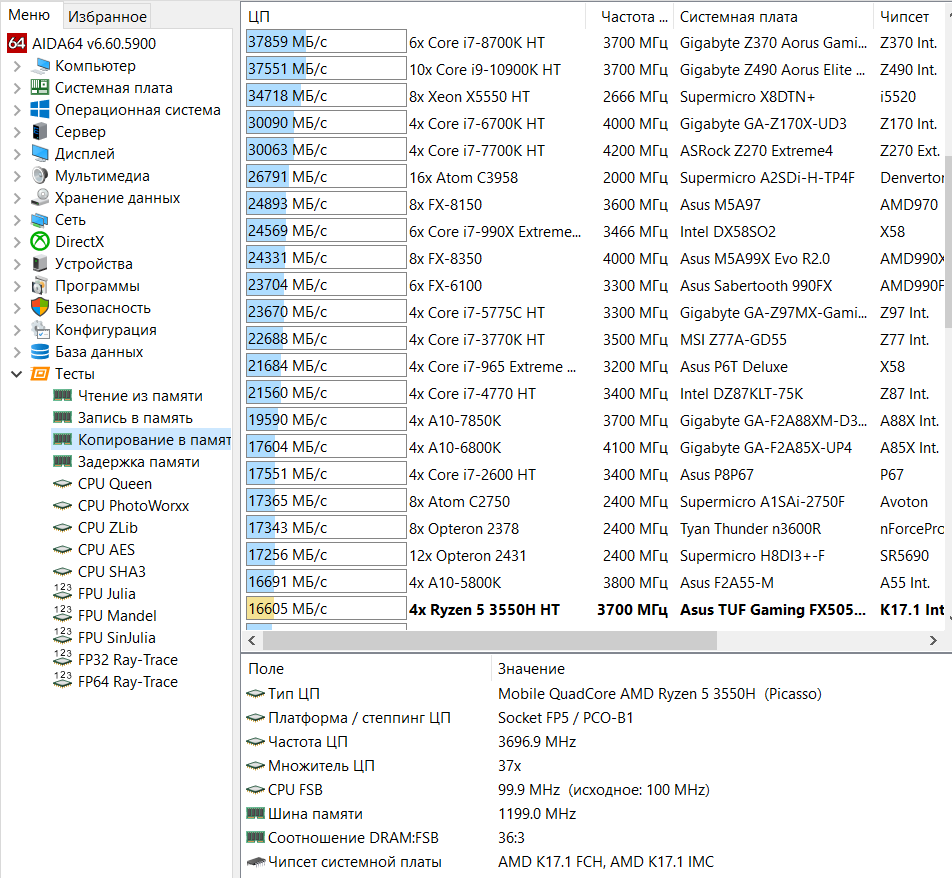 Меню Избранное
AIDA64 v6.60.5900
Компьютер
Системная плата
Операционная система
Сервер
Дисплей
Мультимедиа
Хранение данных
Сеть
DirectX
Устройства
Программы
Безопасность
Конфигурация
База данных
Тесты
Чтение из памяти
Запись в память
Копирование в памят
Задержка памяти
CPU Queen
CPU PhotoWorxx
CPU ZLib
CPU AES
CPU SHA3
FPU Julia
FPU Mandel
FPU SinJulia
FP32 Ray-Trace
FP64 Ray-Trace
ЦП Частота ... Системная плата Чипсет
37859 МБ/с 6x Core i7-8700K HT 3700 МГц Gigabyte Z370 Aorus Gami... Z370 Int.
37551 МБ/с 10x Core i9-10900K HT 3700 МГц Gigabyte Z490 Aorus Elite ... Z490 Int.
34718 МБ/с 8x Xeon X5550 HT 2666 МГц Supermicro X8DTN+ i5520
30090 МБ/с 4x Core i7-6700K HT 4000 МГц Gigabyte GA-Z170X-UD3 Z170 Int.
30063 МБ/с 4x Core i7-7700K HT 4200 МГц ASRock Z270 Extreme4 Z270 Ext.
26791 МБ/с 16x Atom C3958 2000 МГц Supermicro A2SDi-H-TP4F Denverton
24893 МБ/с 8x FX-8150 3600 МГц Asus M5A97 AMD970
24569 МБ/с 6x Core i7-990X Extreme... 3466 МГц Intel DX58SO2 X58
24331 МБ/с 8x FX-8350 4000 МГц Asus M5A99X Evo R2.0 AMD990X
23704 МБ/с 6x FX-6100 3300 МГц Asus Sabertooth 990FX AMD990F
23670 МБ/с 4x Core i7-5775C HT 3300 МГц Gigabyte GA-Z97MX-Gami... Z97 Int.
22688 МБ/с 4x Core i7-3770K HT 3500 МГц MSI Z77A-GD55 Z77 Int.
21684 МБ/с 4x Core i7-965 Extreme ... 3200 МГц Asus P6T Deluxe X58
21560 МБ/с 4x Core i7-4770 HT 3400 МГц Intel DZ87KLT-75K Z87 Int.
19590 МБ/с 4x A10-7850K 3700 МГц Gigabyte GA-F2A88XM-D3... A88X Int.
17604 МБ/с 4x A10-6800K 4100 МГц Gigabyte GA-F2A85X-UP4 A85X Int.
17551 МБ/с 4x Core i7-2600 HT 3400 МГц Asus P8P67 P67
17365 МБ/с 8x Atom C2750 2400 МГц Supermicro A1SAi-2750F Avoton
17343 МБ/с 8x Opteron 2378 2400 МГц Tyan Thunder n3600R nForcePro
17256 МБ/с 12x Opteron 2431 2400 МГц Supermicro H8DI3+-F SR5690
16691 МБ/с 4x A10-5800K 3800 МГц Asus F2A55-M A55 Int.
16605 МБ/с 4x Ryzen 5 3550H HT 3700 МГц Asus TUF Gaming FX505... K17.1 Int
Поле Значение
Тип ЦП Mobile QuadCore AMD Ryzen 5 3550H (Picasso)
Платформа / степпинг ЦП Socket FP5 / PCO-B1
Частота ЦП 3696.9 MHz
Множитель ЦП 37x
CPU FSB 99.9 MHz (исходное: 100 MHz)
Шина памяти 1199.0 MHz
Соотношение DRAM:FSB 36:3
Чипсет системной платы AMD K17.1 FCH, AMD K17.1 IMC